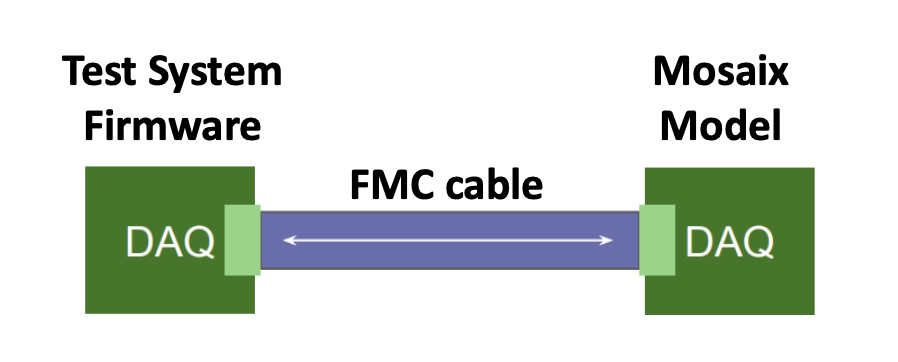 Test System
Firmware
Mosaix
Model
FMC cable
DAQ
DAQ